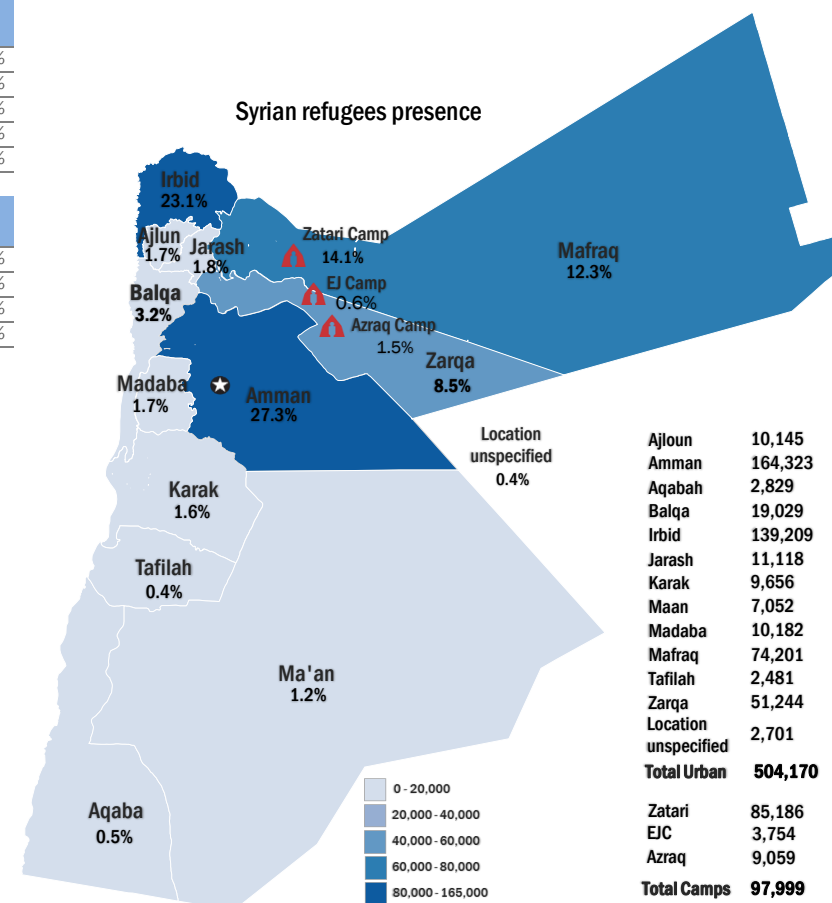 %
%
%
%
%
%
%
%
%
Syrian refugees presence
Irbid
23.1%
Ajlun
1.7%
Jarash
1.8%
Zatari Camp
14.1%
Mafraq
12.3%
EJ Camp
0.6%
Balqa
3.2%
Azraq Camp
1.5%
Zarqa
8.5%
Madaba
1.7%
Amman
27.3%
Location
unspecified
0.4%
Karak
1.6%
Tafilah
0.4%
Ma'an
1.2%
Aqaba
0.5%
0 - 20,000
20,000 - 40,000
40,000 - 60,000
60,000 - 80,000
80,000 - 165,000
Ajloun 10,145
Amman 164,323
Aqabah 2,829
Balqa 19,029
Irbid 139,209
Jarash 11,118
Karak 9,656
Maan 7,052
Madaba 10,182
Mafraq 74,201
Tafilah 2,481
Zarqa 51,244
Location
unspecified 2,701
Total Urban 504,170
Zatari 85,186
EJC 3,754
Azraq 9,059
Total Camps 97,999